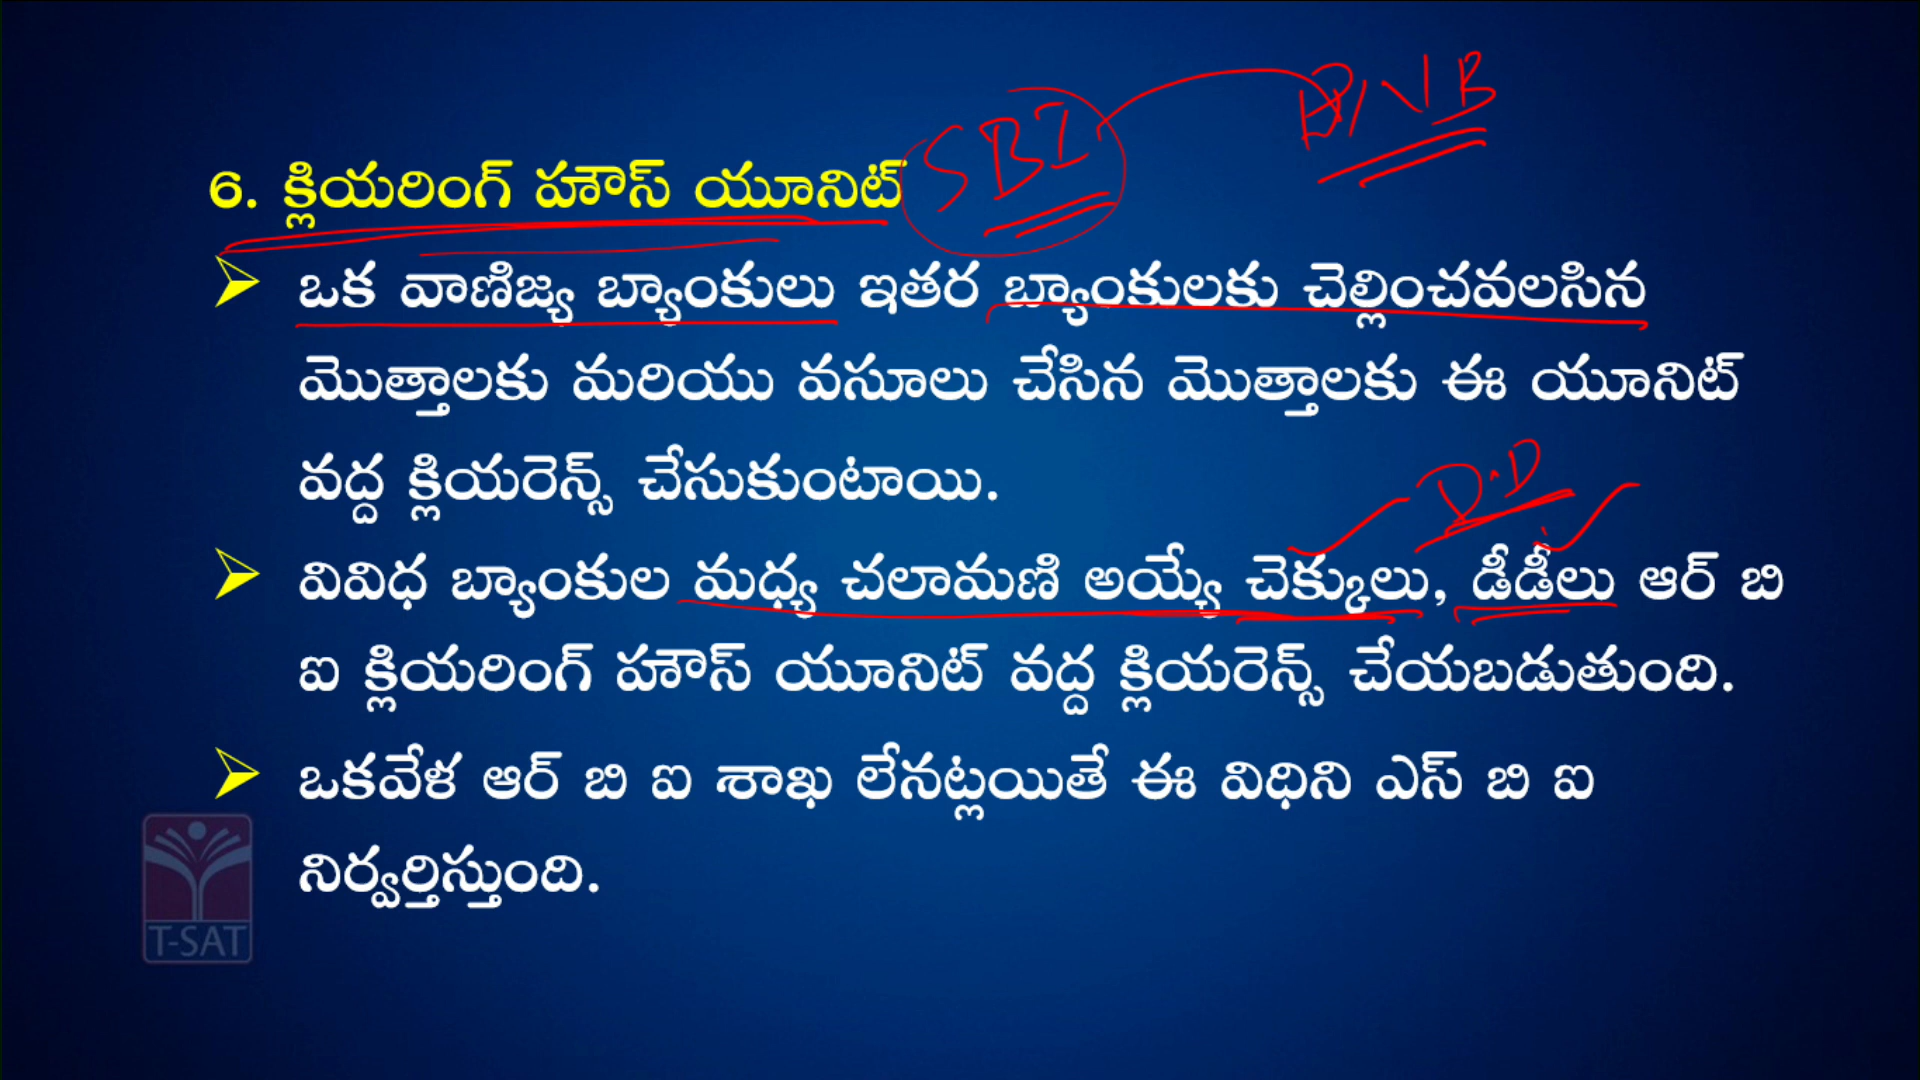 PNB
SBI
6. క్లియరింగ్ హౌస్ యూనిట్
ఒక వాణిజ్య బ్యాంకులు ఇతర బ్యాంకులకు చెల్లించవలసిన
మొత్తాలకు మరియు వసూలు చేసిన మొత్తాలకు ఈ యూనిట్
వద్ద క్లియరెన్స్ చేసుకుంటాయి.
D.D
వివిధ బ్యాంకుల మధ్య చలామణి అయ్యే చెక్కులు, డీడీలు ఆర్ బి
ఐ క్లియరింగ్ హౌస్ యూనిట్ వద్ద క్లియరెన్స్ చేయబడుతుంది.
ఒకవేళ ఆర్ బి ఐ శాఖ లేనట్లయితే ఈ విధిని ఎస్ బి ఐ
నిర్వర్తిస్తుంది.
T-SAT